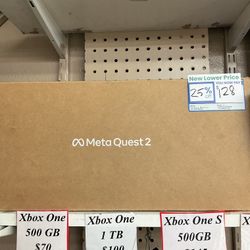 New Lower Price
25% $128
Meta Quest 2
Xbox One
500 GB
$70
Xbox One
1 TB
$100
Xbox One S
500GB